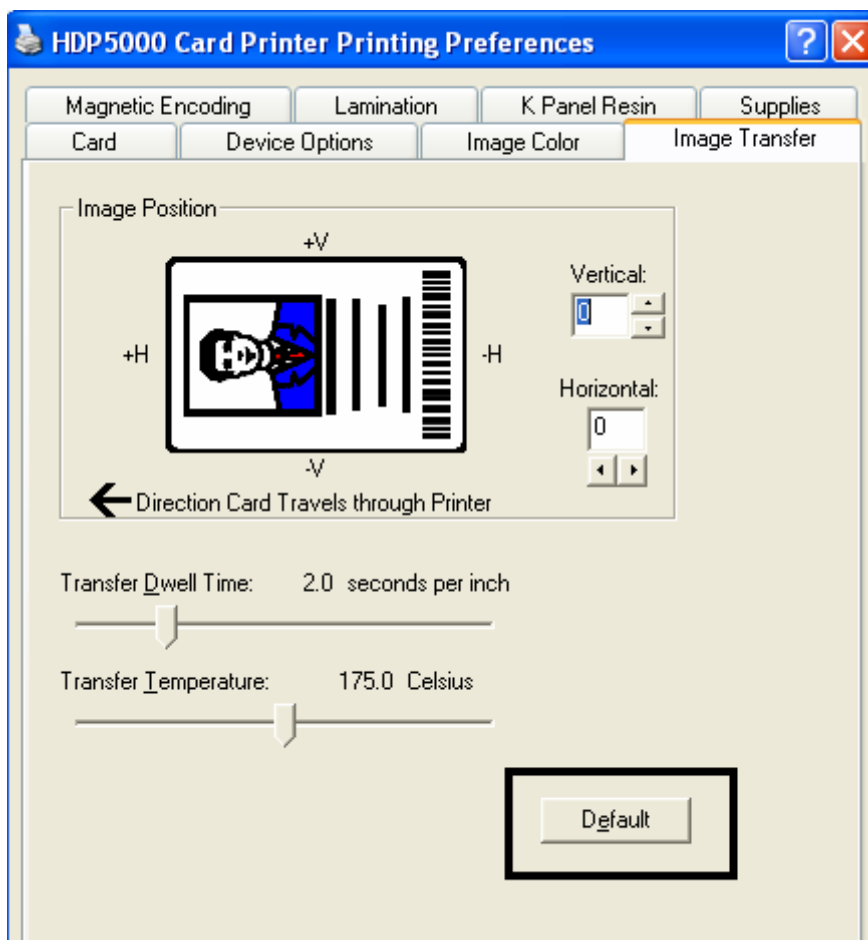 HDP5000 Card Printer Printing Preferences
Magnetic Encoding Lamination K Panel Resin Supplies
Card Device Options Image Color Image Transfer
Image Position
+V
Vertical:
0
+H -H
Horizontal:
0
-V
Direction Card Travels through Printer
Transfer Dwell Time: 2.0 seconds per inch
Transfer Temperature: 175.0 Celsius
Default